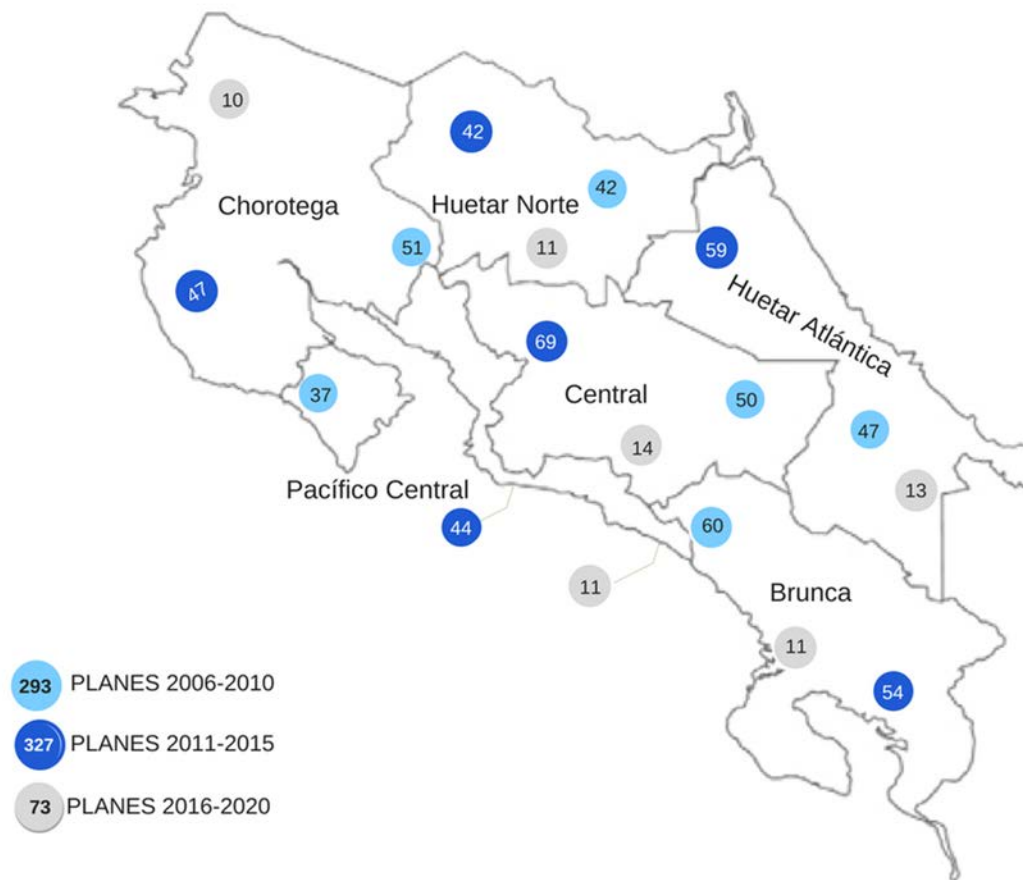 10
42
42
Chorotega
Huetar Norte
51
11
59
47
Huetar Atlántica
69
37
Central
50
14
47
Pacífico Central
13
44
60
11
Brunca
11
54
293 PLANES 2006-2010
327 PLANES 2011-2015
73 PLANES 2016-2020